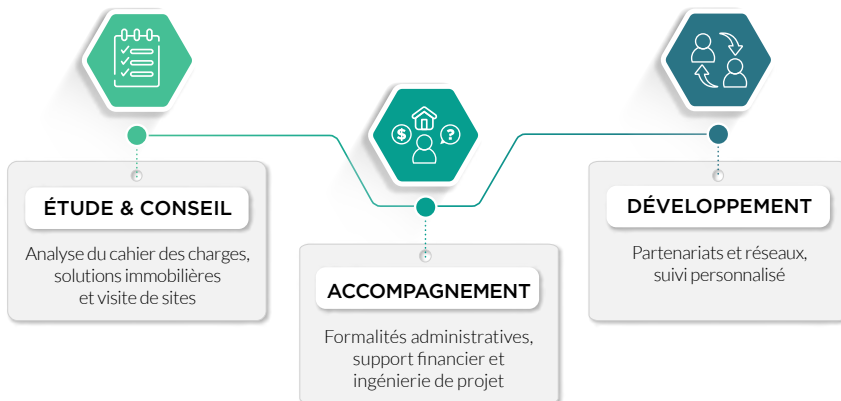 $
?
ÉTUDE & CONSEIL
Analyse du cahier des charges,
solutions immobilières
et visite de sites
ACCOMPAGNEMENT
Formalités administratives,
support financier et
ingénierie de projet
DÉVELOPPEMENT
Partenariats et réseaux,
suivi personnalisé